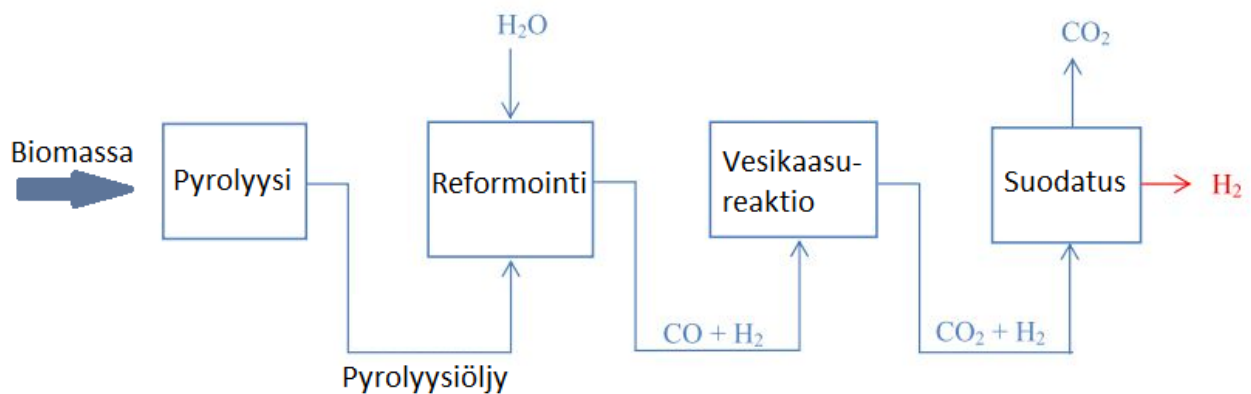 H₂O
CO₂
Biomassa
Pyrolyysi
Reformointi
Vesikaasu-
reaktio
Suodatus
H₂
CO + H₂
CO₂ + H₂
Pyrolyysiöljy